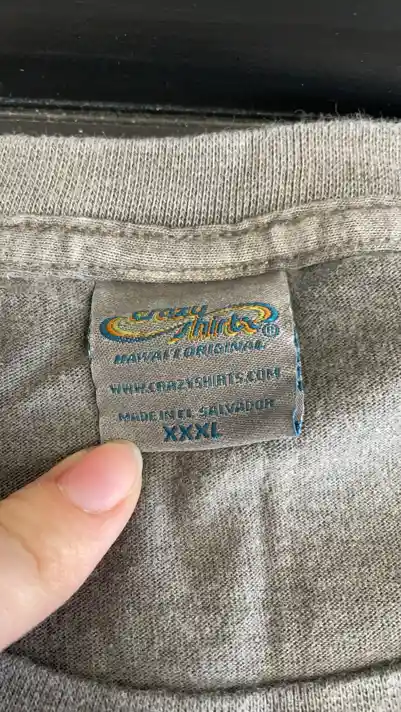 Crazy
Shirts®
HAWAII ORIGINAL
WWW.CRAZYSHIRTS.COM
MADE IN EL SALVADOR
XXXL